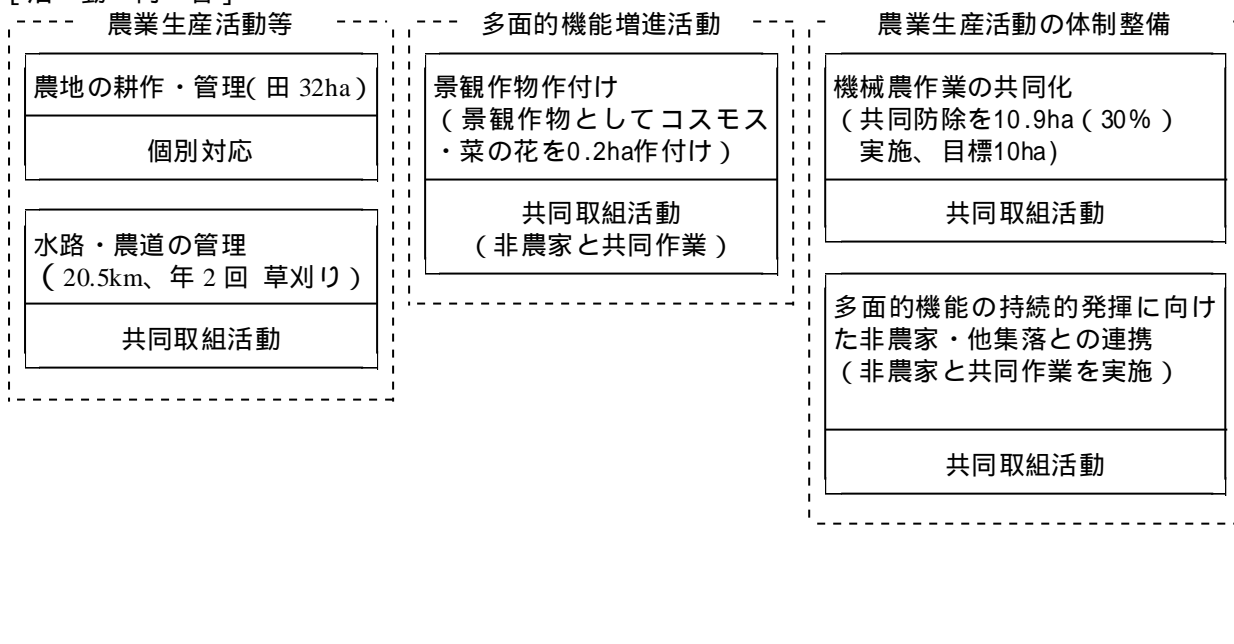 ［活 動 内 容］
農業生産活動等
農地の耕作・管理（田 32ha）
個別対応
水路・農道の管理
（20.5km、年２回 草刈り）
共同取組活動
多面的機能増進活動
景観作物作付け
（景観作物としてコスモス
・菜の花を0.2ha作付け）
共同取組活動
（非農家と共同作業）
農業生産活動の体制整備
機械農作業の共同化
（共同防除を10.9ha（30％）
実施、目標10ha)
共同取組活動
多面的機能の持続的発揮に向け
た非農家・他集落との連携
（非農家と共同作業を実施）
共同取組活動